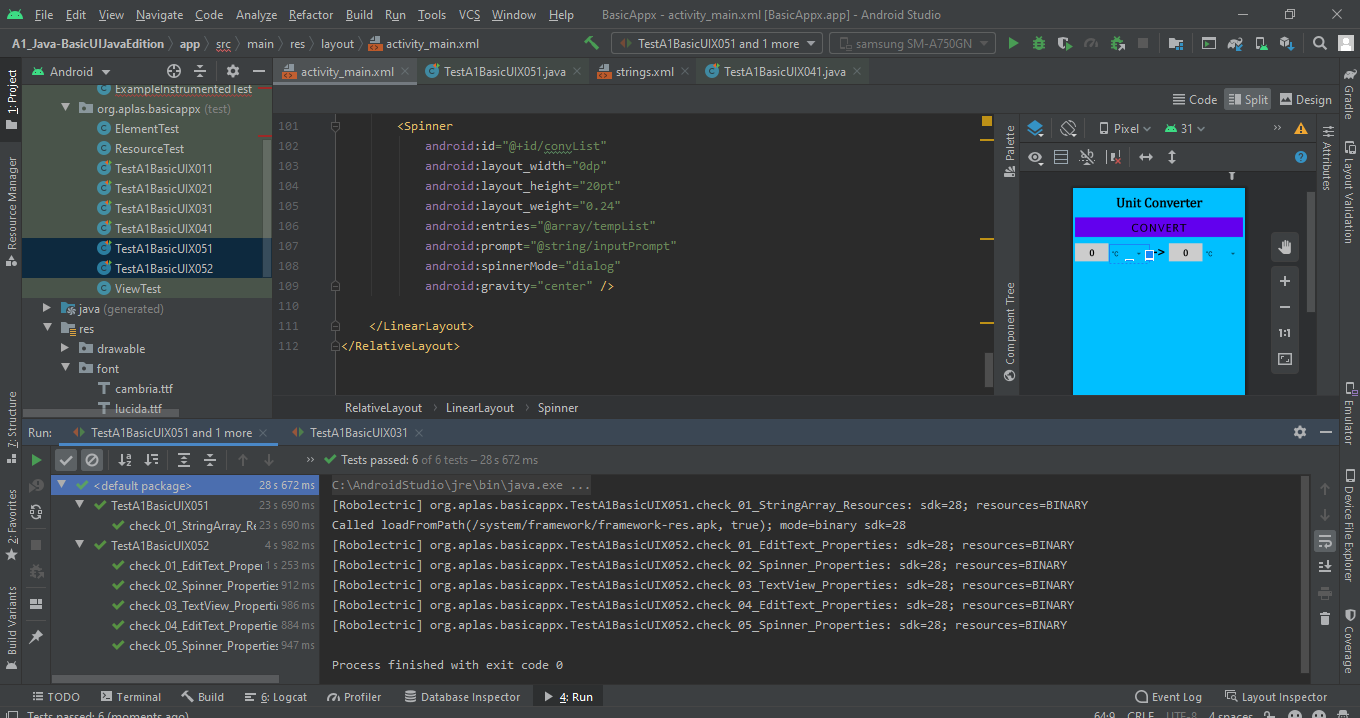 File Edit View Navigate Code Analyze Refactor Build Run Tools VCS Window Help BasicAppx - activity_main.xml [BasicAppx.app] - Android Studio
A1_Java-BasicUIJavaEdition app src main res layout activity_main.xml TestA1BasicUIX051 and 1 more samsung SM-A750GN
Android activity_main.xml TestA1BasicUIX051.java strings.xml TestA1BasicUIX041.java
Code Split Design
1: Project
Resource Manager
7: Structure
2: Favorites
Build Variants
ExampleInstrumentedTest
org.aplas.basicappx (test)
ElementTest
ResourceTest
TestA1BasicUIX011
TestA1BasicUIX021
TestA1BasicUIX031
TestA1BasicUIX041
TestA1BasicUIX051
TestA1BasicUIX052
ViewTest
java (generated)
res
drawable
font
cambria.ttf
lucida.ttf
101 <Spinner
102 android:id="@+id/convList"
103 android:layout_width="0dp"
104 android:layout_height="20pt"
105 android:layout_weight="0.24"
106 android:entries="@array/tempList"
107 android:prompt="@string/inputPrompt"
108 android:spinnerMode="dialog"
109 android:gravity="center" />
110
111 </LinearLayout>
112 </RelativeLayout>
RelativeLayout LinearLayout Spinner
Palette
Component Tree
Pixel 31
Unit Converter
CONVERT
0 °C -> 0 °C
1:1
Attributes
Gradle
Layout Validation
Emulator
Device File Explorer
Coverage
Run: TestA1BasicUIX051 and 1 more TestA1BasicUIX031
Tests passed: 6 of 6 tests – 28 s 672 ms
<default package> 28 s 672 ms
TestA1BasicUIX051 23 s 690 ms
check_01_StringArray_Re 23 s 690 ms
TestA1BasicUIX052 4 s 982 ms
check_01_EditText_Proper 1 s 253 ms
check_02_Spinner_Properties 912 ms
check_03_TextView_Propertie 986 ms
check_04_EditText_Propertie 884 ms
check_05_Spinner_Properties 947 ms
C:\AndroidStudio\jre\bin\java.exe ...
[Robolectric] org.aplas.basicappx.TestA1BasicUIX051.check_01_StringArray_Resources: sdk=28; resources=BINARY
Called loadFromPath(/system/framework/framework-res.apk, true); mode=binary sdk=28
[Robolectric] org.aplas.basicappx.TestA1BasicUIX052.check_01_EditText_Properties: sdk=28; resources=BINARY
[Robolectric] org.aplas.basicappx.TestA1BasicUIX052.check_02_Spinner_Properties: sdk=28; resources=BINARY
[Robolectric] org.aplas.basicappx.TestA1BasicUIX052.check_03_TextView_Properties: sdk=28; resources=BINARY
[Robolectric] org.aplas.basicappx.TestA1BasicUIX052.check_04_EditText_Properties: sdk=28; resources=BINARY
[Robolectric] org.aplas.basicappx.TestA1BasicUIX052.check_05_Spinner_Properties: sdk=28; resources=BINARY
Process finished with exit code 0
TODO Terminal Build 6: Logcat Profiler Database Inspector 4: Run Event Log Layout Inspector
Tests passed: 6 (moments ago) 64:9 CRLF UTF-8 4 spaces